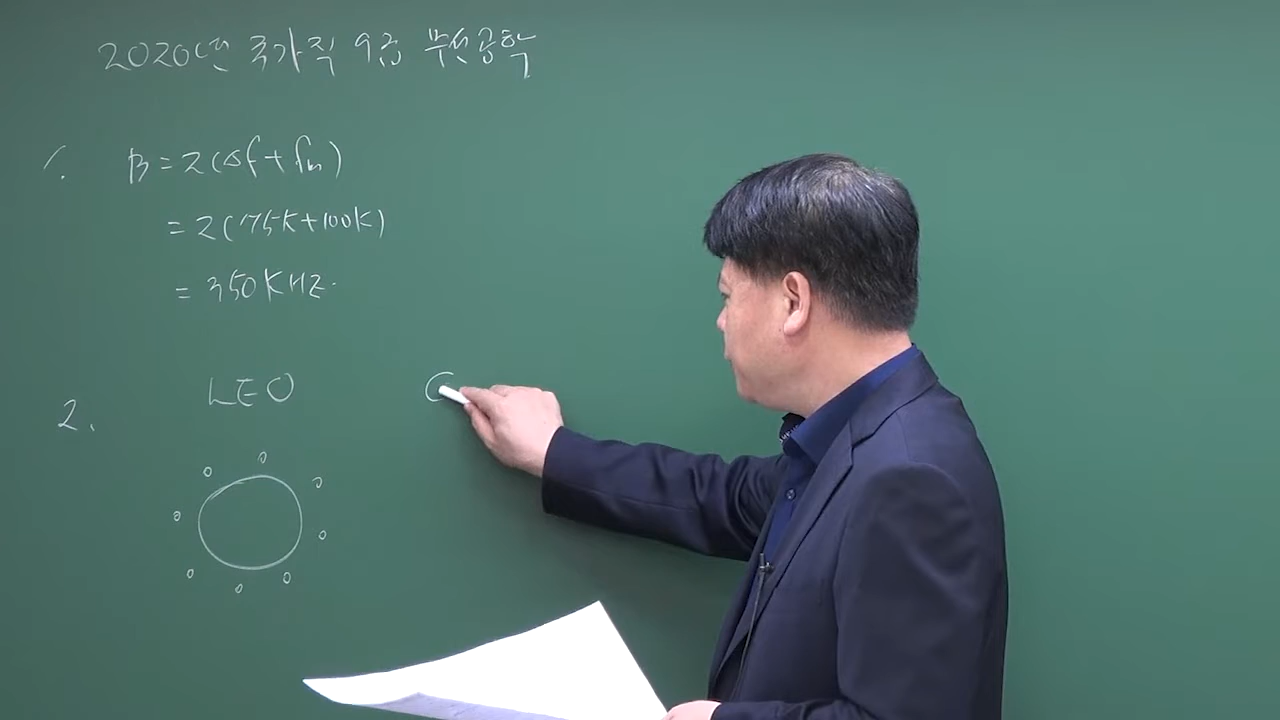 2020년 국가직 9급 무선공학
1. B = 2(Δf + fm)
= 2(75K + 100K)
= 350KHZ.
2. LEO